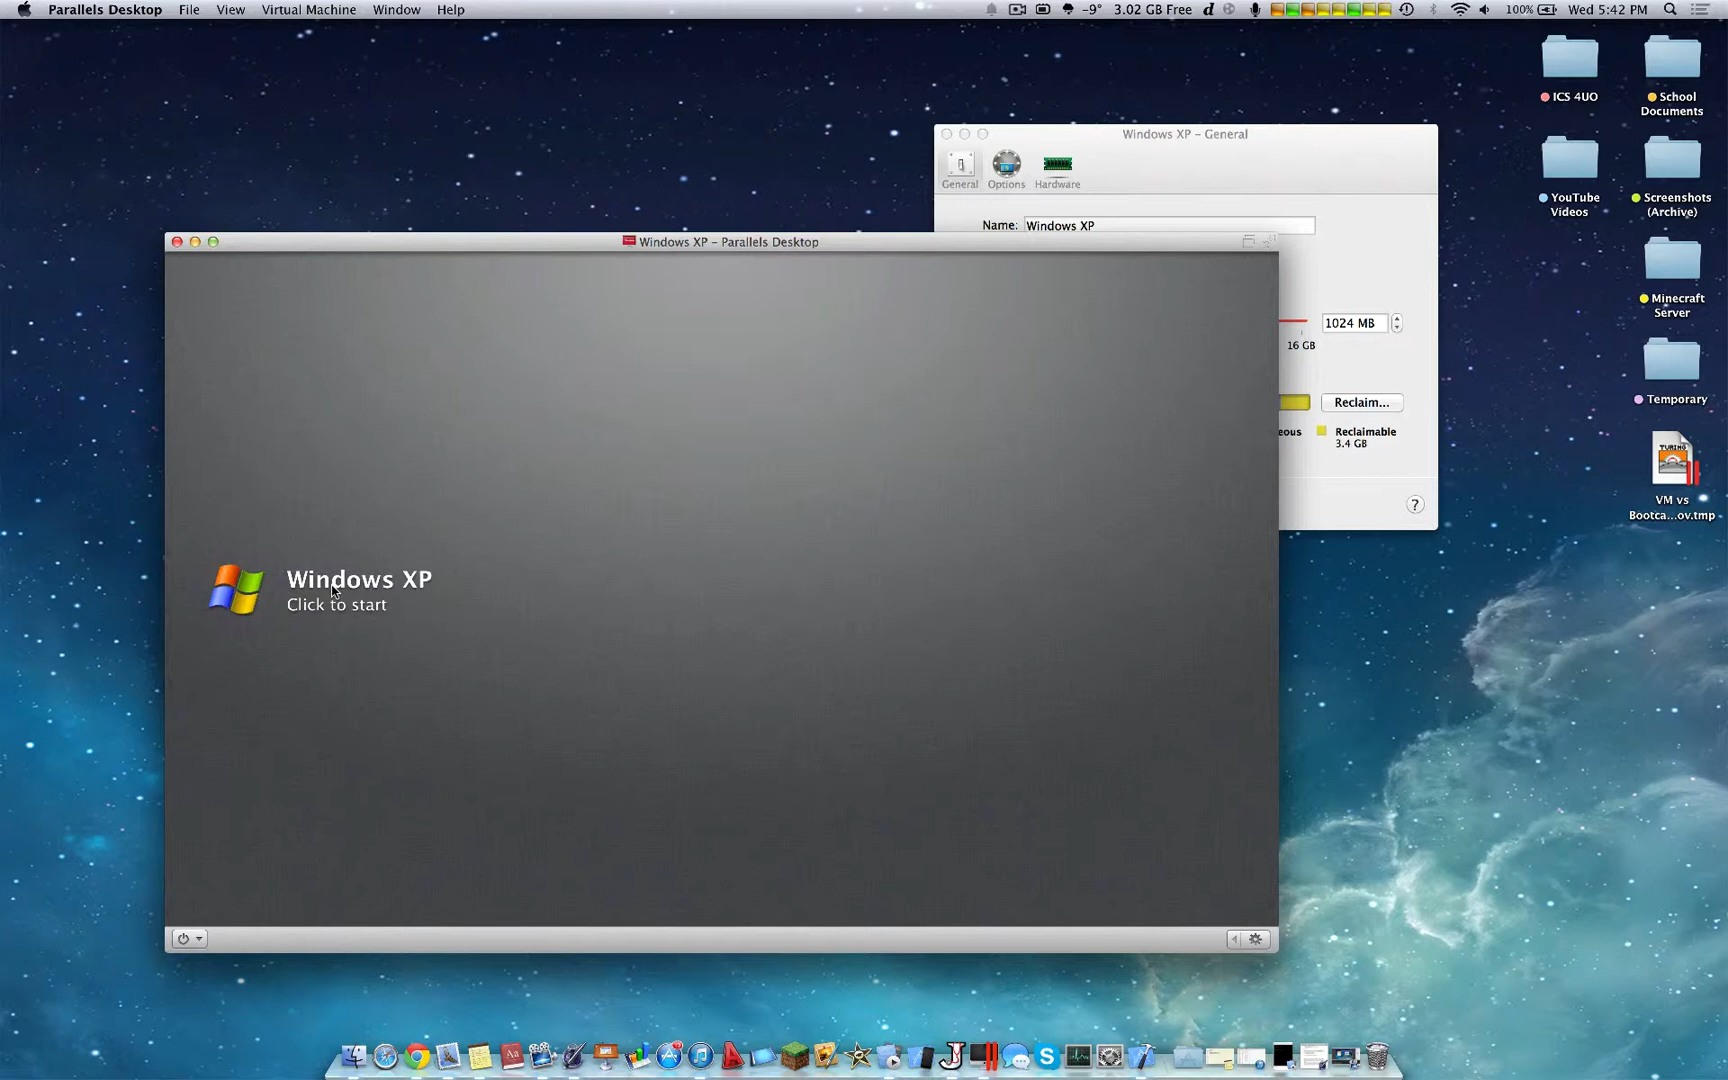 Parallels Desktop File View Virtual Machine Window Help
-9° 3.02 GB Free d 100% Wed 5:42 PM
ICS 4UO
School
Documents
YouTube
Videos
Screenshots
(Archive)
Minecraft
Server
Temporary
TURING
VM vs
Bootca...ov.tmp
Windows XP – General
General Options Hardware
Name: Windows XP
1024 MB
16 GB
Reclaim...
eous Reclaimable
3.4 GB
?
Windows XP – Parallels Desktop
Windows XP
Click to start